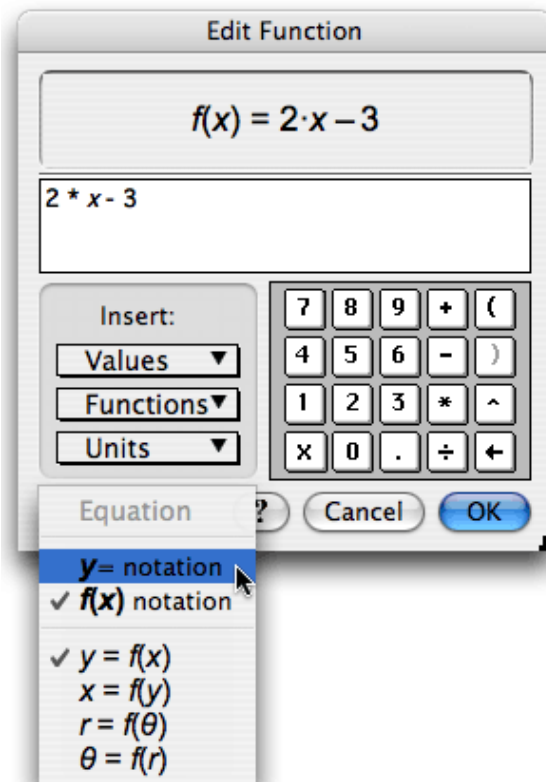 Edit Function
f(x) = 2·x – 3
2 * x - 3
Insert:
Values ▼
Functions ▼
Units ▼
7 8 9 + (
4 5 6 - )
1 2 3 * ^
x 0 . ÷ ←
? Cancel OK
Equation
y= notation
✓ f(x) notation
✓ y = f(x)
x = f(y)
r = f(θ)
θ = f(r)